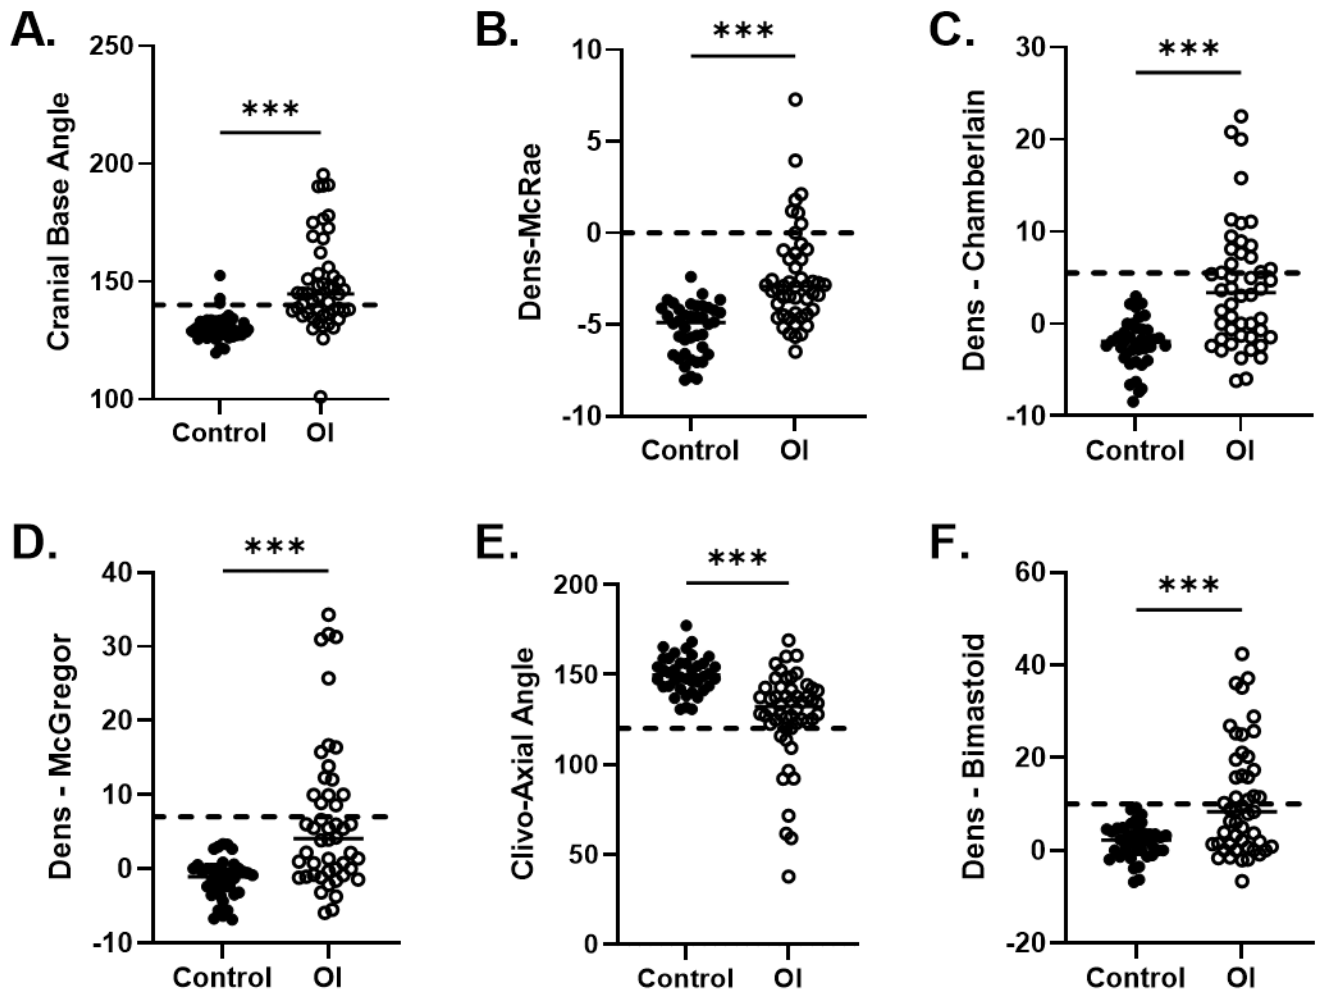 A.
Cranial Base Angle
250
200
150
100
***
Control
OI
B.
Dens-McRae
10
5
0
-5
-10
***
Control
OI
C.
Dens - Chamberlain
30
20
10
0
-10
***
Control
OI
D.
Dens - McGregor
40
30
20
10
0
-10
***
Control
OI
E.
Clivo-Axial Angle
200
150
100
50
0
***
Control
OI
F.
Dens - Bimastoid
60
40
20
0
-20
***
Control
OI